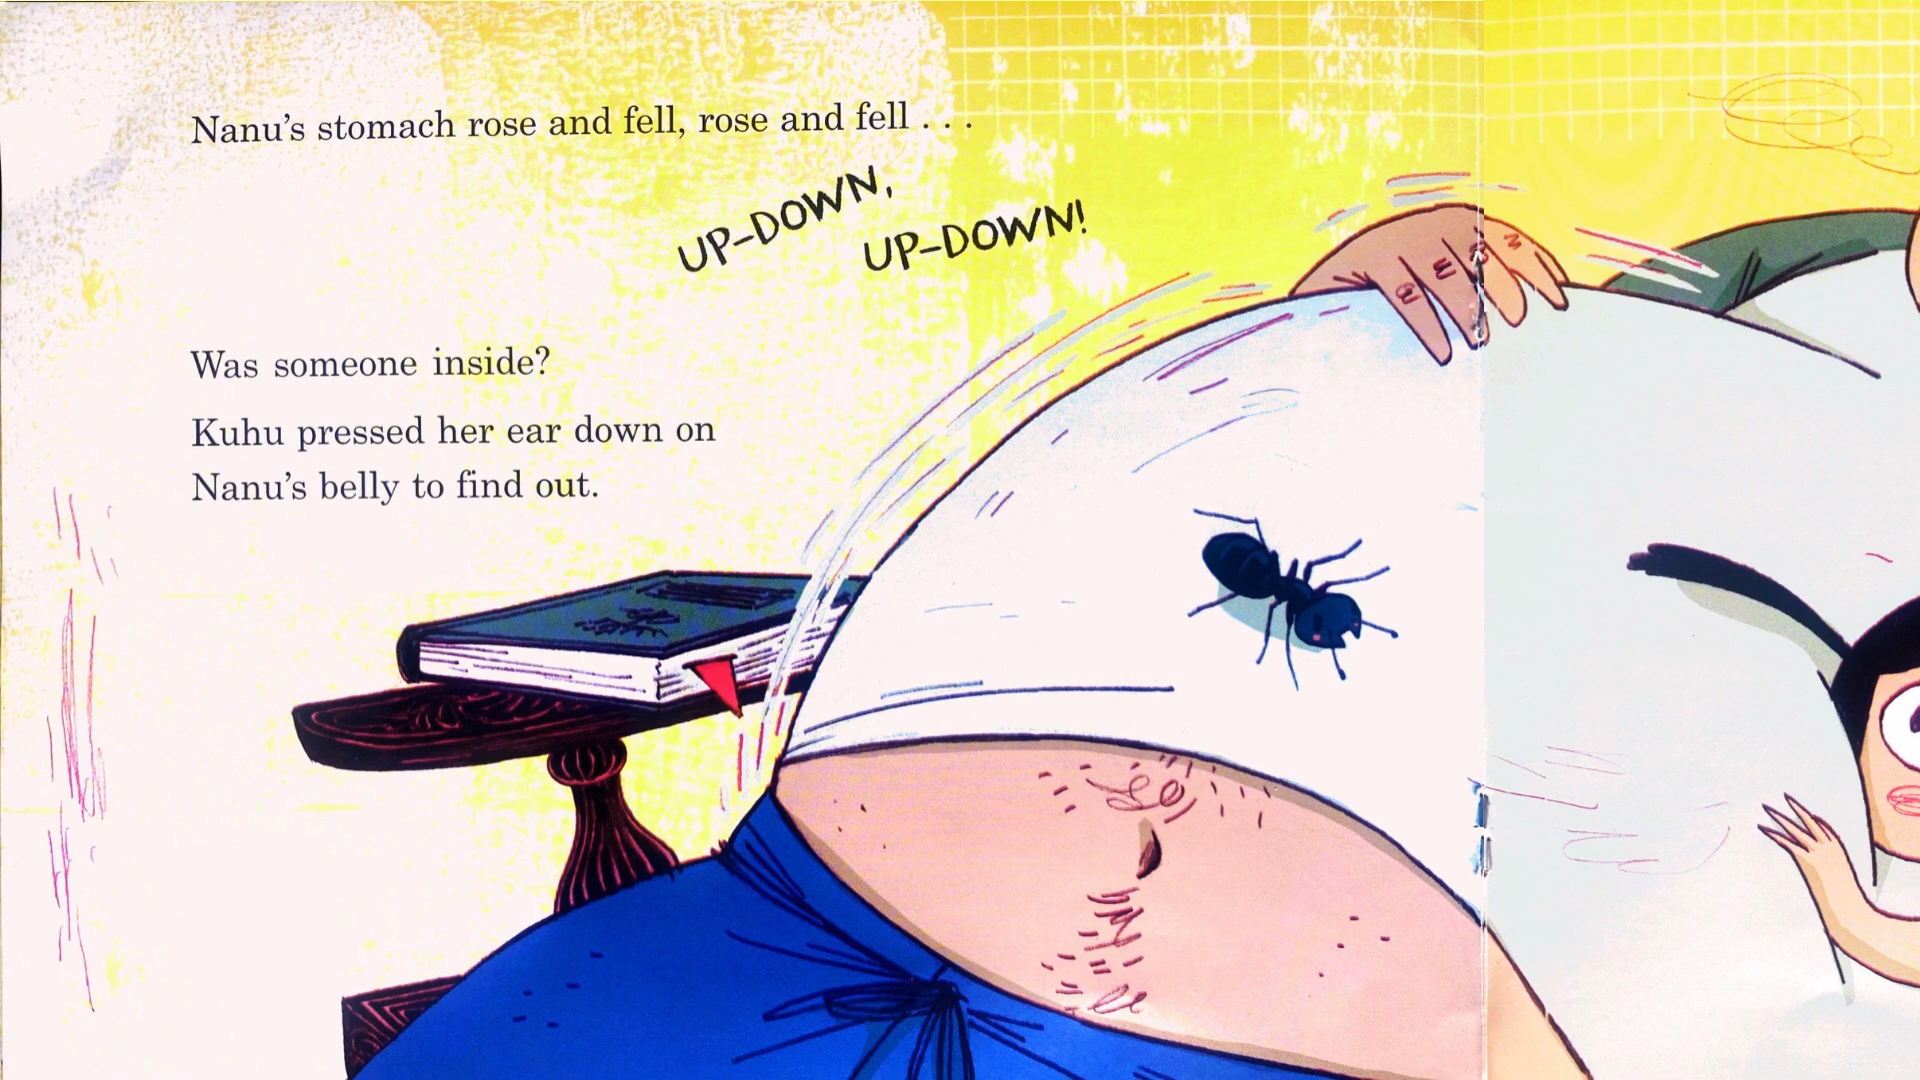 Nanu’s stomach rose and fell, rose and fell . . .
UP–DOWN,
UP–DOWN!
Was someone inside?
Kuhu pressed her ear down on
Nanu’s belly to find out.